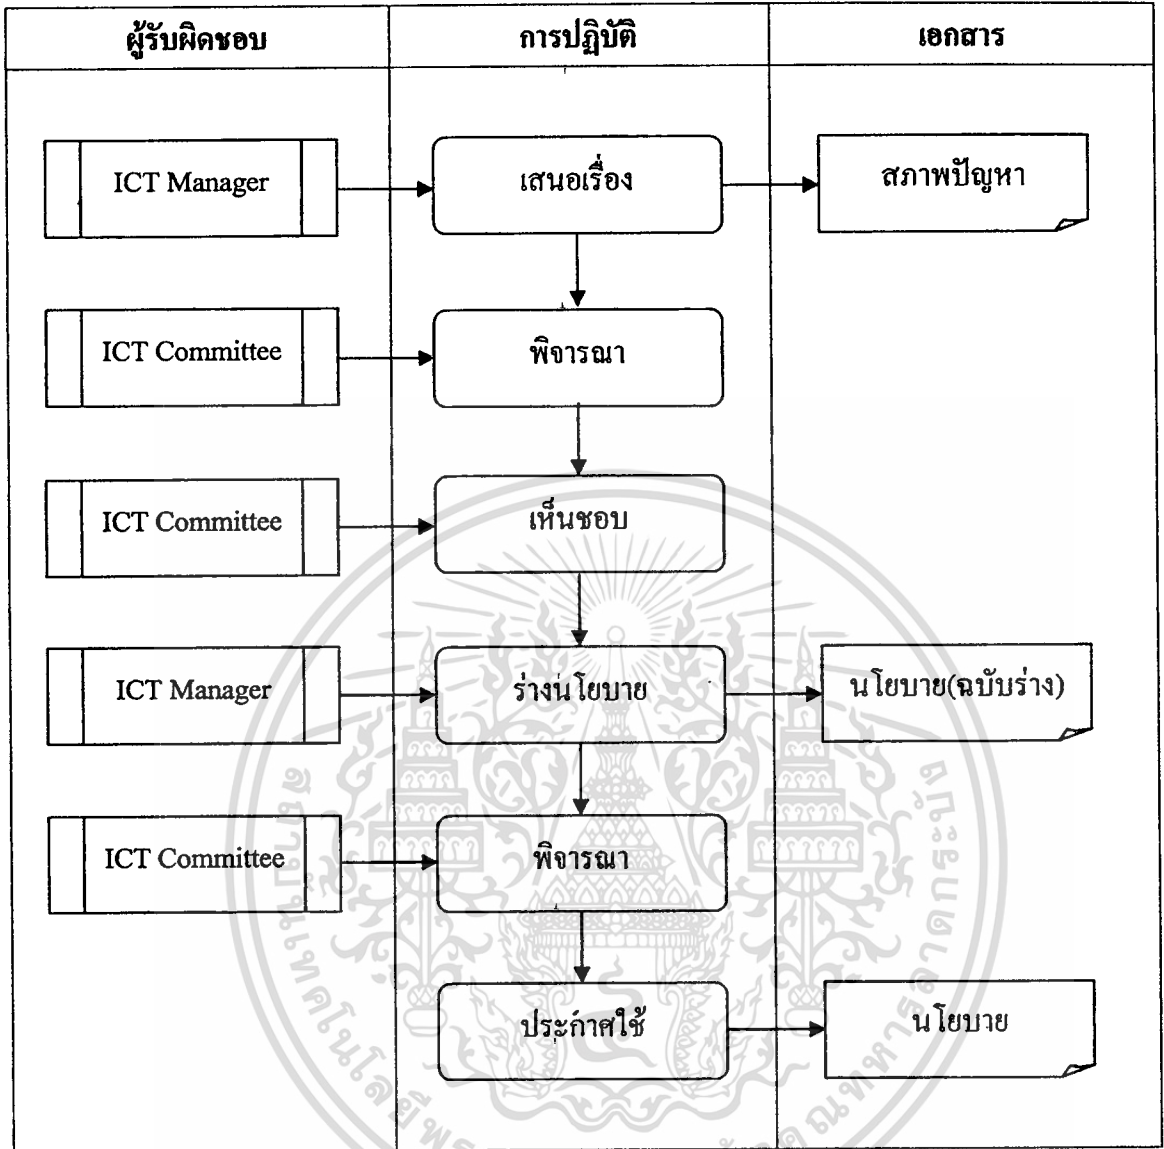 ผู้รับผิดชอบ การปฏิบัติ เอกสาร
ICT Manager เสนอเรื่อง สภาพปัญหา
ICT Committee พิจารณา
ICT Committee เห็นชอบ
ICT Manager ร่างนโยบาย นโยบาย(ฉบับร่าง)
ICT Committee พิจารณา
ประกาศใช้ นโยบาย